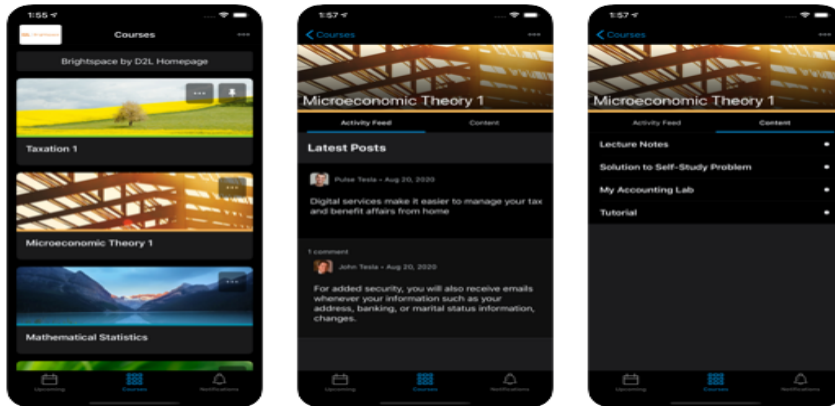 1:55
Courses
Brightspace by D2L Homepage
Taxation 1
Microeconomic Theory 1
Mathematical Statistics
Upcoming
Courses
Notifications
1:57
Courses
Microeconomic Theory 1
Activity Feed
Content
Latest Posts
Pulse Tesla • Aug 20, 2020
Digital services make it easier to manage your tax
and benefit affairs from home
1 comment
John Tesla • Aug 20, 2020
For added security, you will also receive emails
whenever your information such as your
address, banking, or marital status information,
changes.
Upcoming
Courses
Notifications
1:57
Courses
Microeconomic Theory 1
Activity Feed
Content
Lecture Notes
Solution to Self-Study Problem
My Accounting Lab
Tutorial
Upcoming
Courses
Notifications